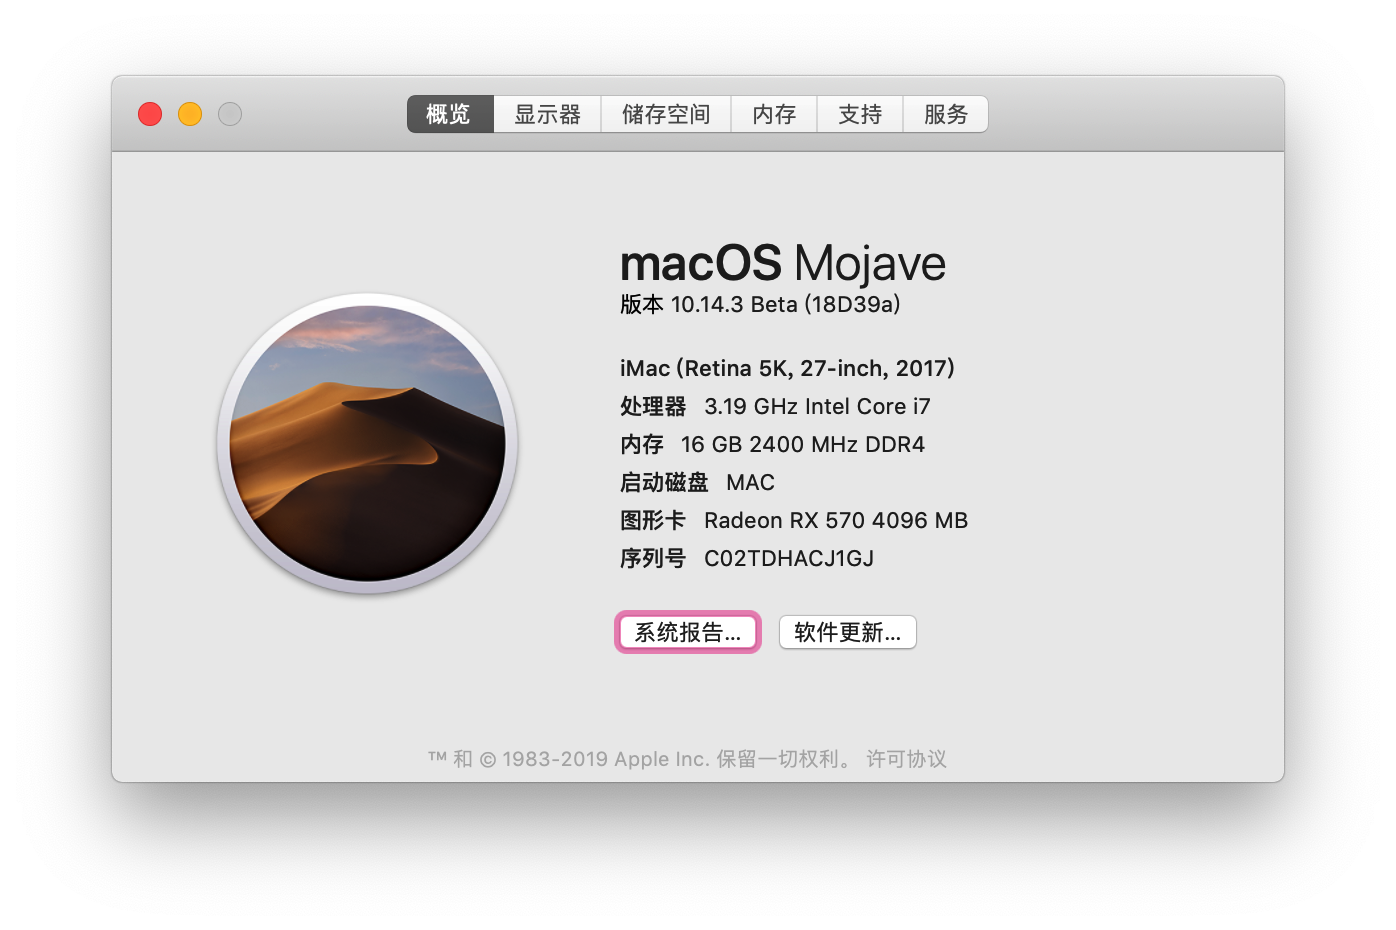 概览 显示器 储存空间 内存 支持 服务
macOS Mojave
版本 10.14.3 Beta (18D39a)
iMac (Retina 5K, 27-inch, 2017)
处理器 3.19 GHz Intel Core i7
内存 16 GB 2400 MHz DDR4
启动磁盘 MAC
图形卡 Radeon RX 570 4096 MB
序列号 C02TDHACJ1GJ
系统报告... 软件更新...
™ 和 © 1983-2019 Apple Inc. 保留一切权利。 许可协议